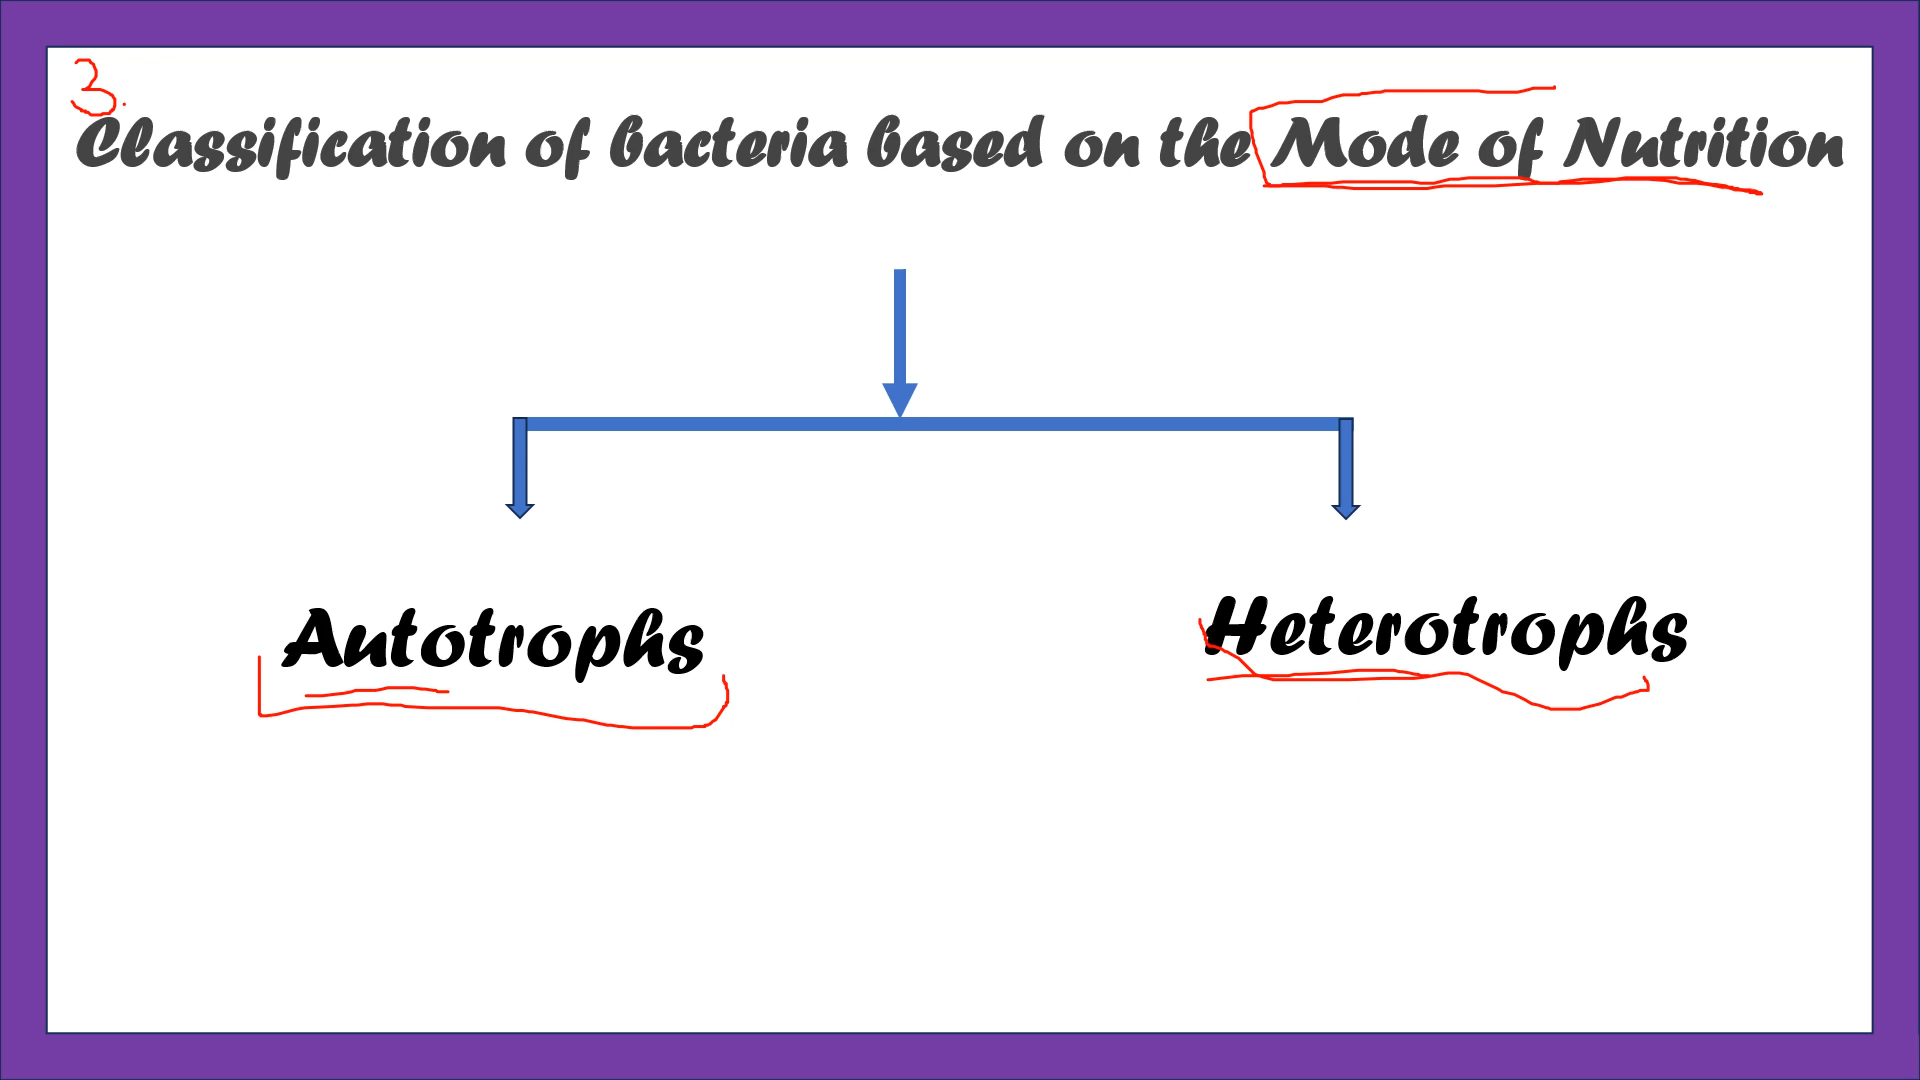 3.
Classification of bacteria based on the Mode of Nutrition
Autotrophs
Heterotrophs